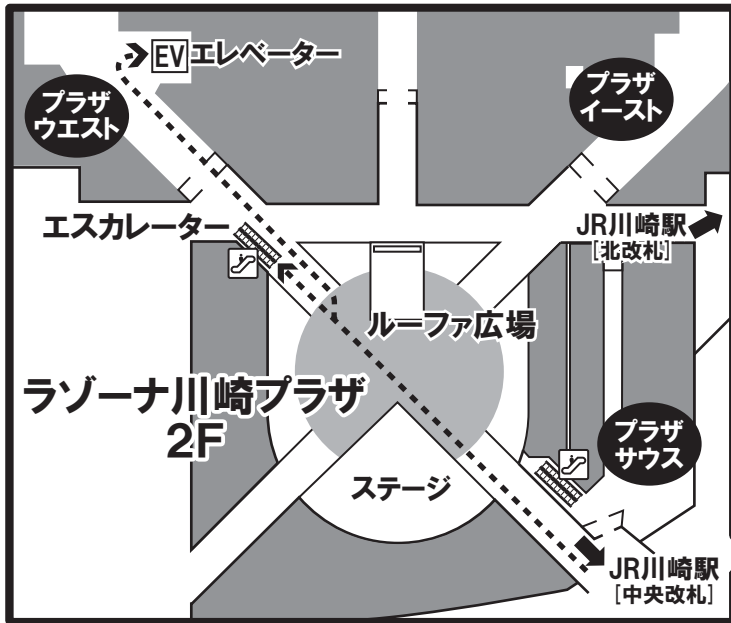 EV エレベーター
プラザ
ウエスト
プラザ
イースト
エスカレーター
JR川崎駅
[北改札]
ルーファ広場
ラゾーナ川崎プラザ
2F
プラザ
サウス
ステージ
JR川崎駅
[中央改札]